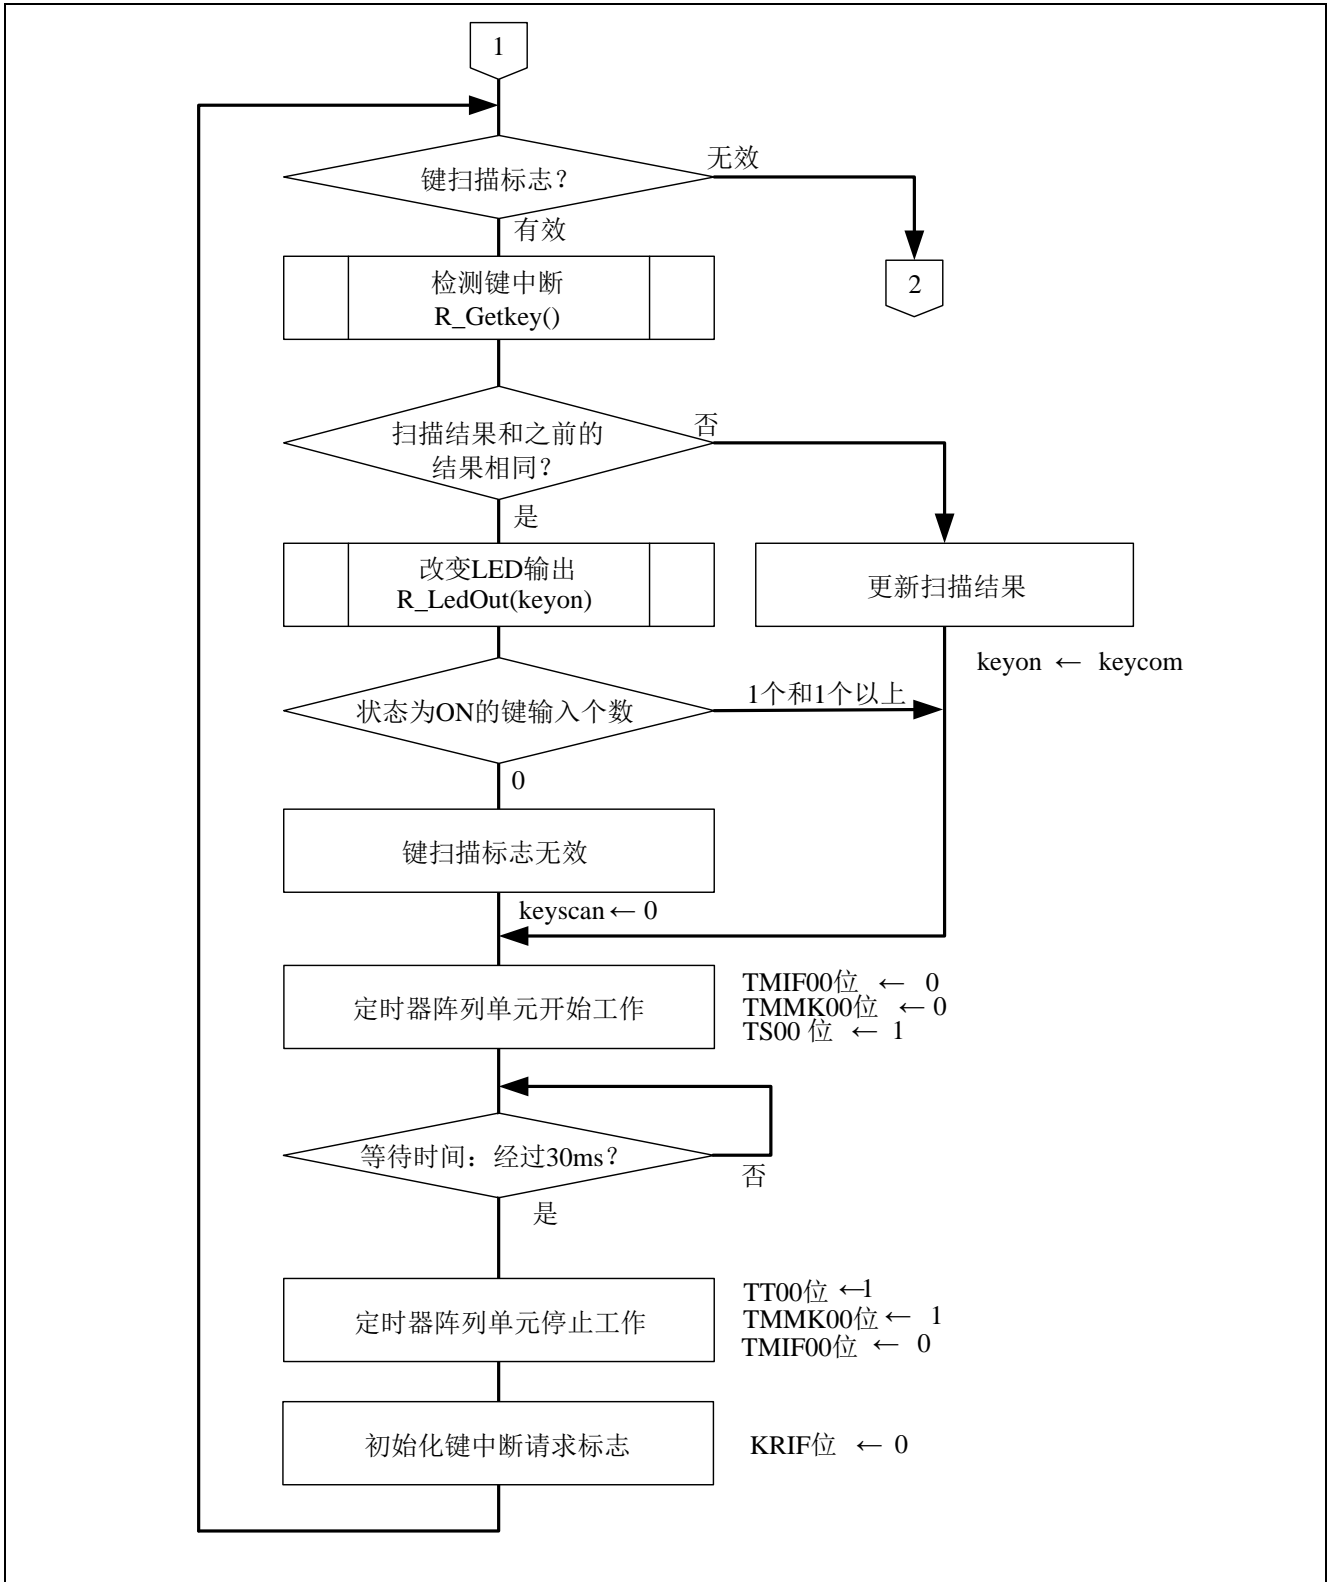 1
键扫描标志？
无效
有效
2
检测键中断
R_Getkey()
扫描结果和之前的
结果相同？
否
是
改变LED输出
R_LedOut(keyon)
更新扫描结果
keyon ← keycom
状态为ON的键输入个数
1个和1个以上
0
键扫描标志无效
keyscan ← 0
定时器阵列单元开始工作
TMIF00位 ← 0
TMMK00位 ← 0
TS00 位 ← 1
等待时间：经过30ms？
否
是
定时器阵列单元停止工作
TT00位 ←1
TMMK00位 ← 1
TMIF00位 ← 0
初始化键中断请求标志
KRIF位 ← 0